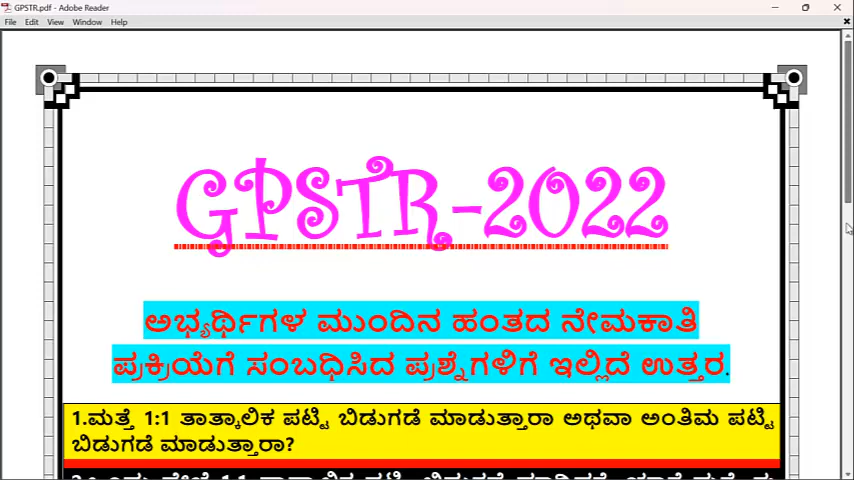 GPSTR.pdf - Adobe Reader
File Edit View Window Help
GPSTR-2022
ಅಭ್ಯರ್ಥಿಗಳ ಮುಂದಿನ ಹಂತದ ನೇಮಕಾತಿ
ಪ್ರಕ್ರಿಯೆಗೆ ಸಂಬಧಿಸಿದ ಪ್ರಶ್ನೆಗಳಿಗೆ ಇಲ್ಲಿದೆ ಉತ್ತರ.
1.ಮತ್ತೆ 1:1 ತಾತ್ಕಾಲಿಕ ಪಟ್ಟಿ ಬಿಡುಗಡೆ ಮಾಡುತ್ತಾರಾ ಅಥವಾ ಅಂತಿಮ ಪಟ್ಟಿ
ಬಿಡುಗಡೆ ಮಾಡುತ್ತಾರಾ?